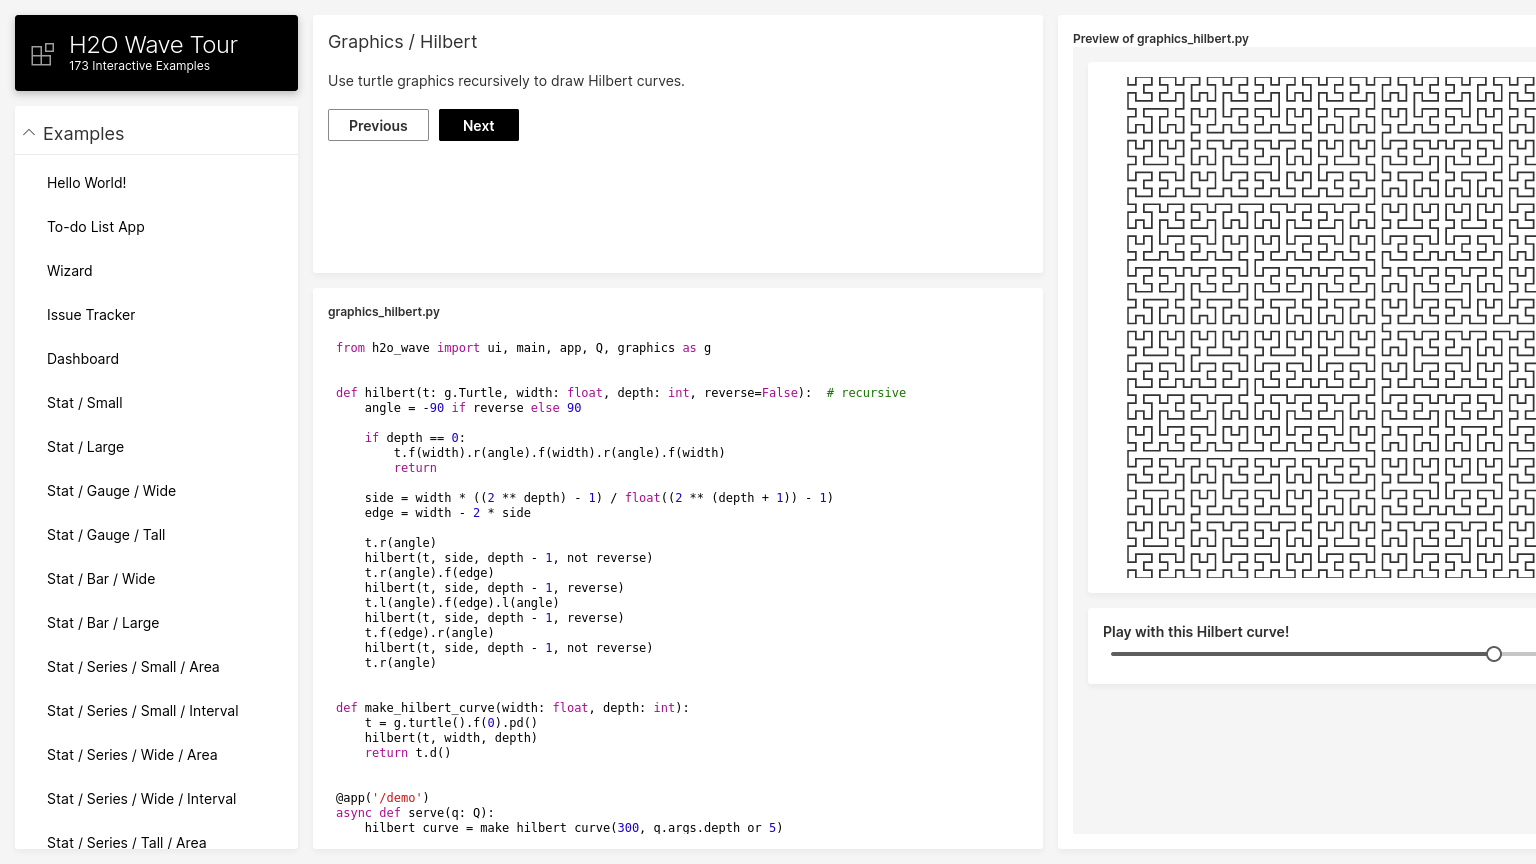 H2O Wave Tour
173 Interactive Examples
Examples
Hello World!
To-do List App
Wizard
Issue Tracker
Dashboard
Stat / Small
Stat / Large
Stat / Gauge / Wide
Stat / Gauge / Tall
Stat / Bar / Wide
Stat / Bar / Large
Stat / Series / Small / Area
Stat / Series / Small / Interval
Stat / Series / Wide / Area
Stat / Series / Wide / Interval
Stat / Series / Tall / Area
Graphics / Hilbert
Use turtle graphics recursively to draw Hilbert curves.
Previous
Next
graphics_hilbert.py
from h2o_wave import ui, main, app, Q, graphics as g
def hilbert(t: g.Turtle, width: float, depth: int, reverse=False):  # recursive
    angle = -90 if reverse else 90
    if depth == 0:
        t.f(width).r(angle).f(width).r(angle).f(width)
        return
    side = width * ((2 ** depth) - 1) / float((2 ** (depth + 1)) - 1)
    edge = width - 2 * side
    t.r(angle)
    hilbert(t, side, depth - 1, not reverse)
    t.r(angle).f(edge)
    hilbert(t, side, depth - 1, reverse)
    t.l(angle).f(edge).l(angle)
    hilbert(t, side, depth - 1, reverse)
    t.f(edge).r(angle)
    hilbert(t, side, depth - 1, not reverse)
    t.r(angle)
def make_hilbert_curve(width: float, depth: int):
    t = g.turtle().f(0).pd()
    hilbert(t, width, depth)
    return t.d()
@app('/demo')
async def serve(q: Q):
    hilbert_curve = make_hilbert_curve(300, q.args.depth or 5)
Preview of graphics_hilbert.py
Play with this Hilbert curve!